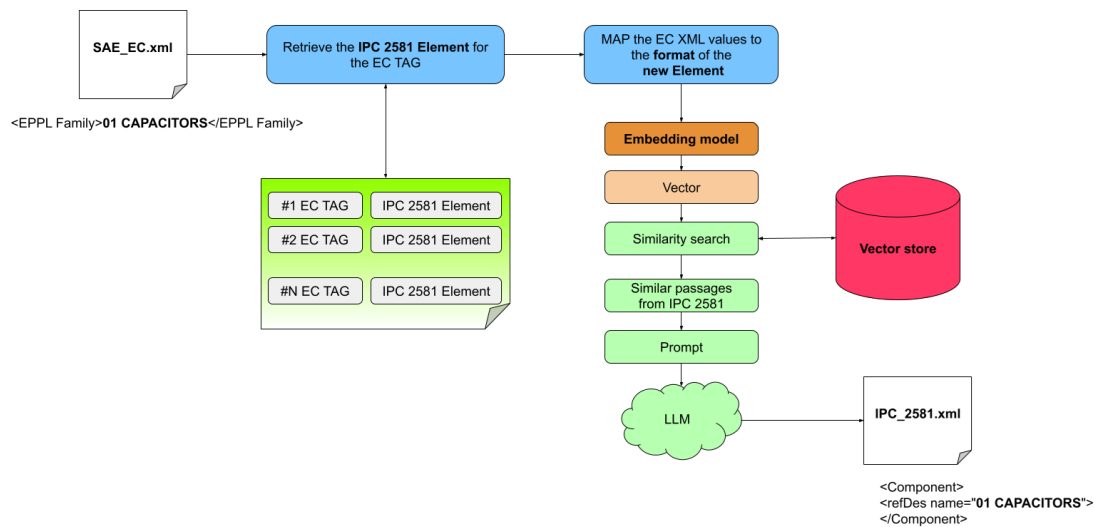 SAE_EC.xml
<EPPL Family>01 CAPACITORS</EPPL Family>
Retrieve the IPC 2581 Element for
the EC TAG
MAP the EC XML values to
the format of the
new Element
#1 EC TAG
IPC 2581 Element
#2 EC TAG
IPC 2581 Element
#N EC TAG
IPC 2581 Element
Embedding model
Vector
Similarity search
Vector store
Similar passages
from IPC 2581
Prompt
LLM
IPC_2581.xml
<Component>
<refDes name="01 CAPACITORS">
</Component>